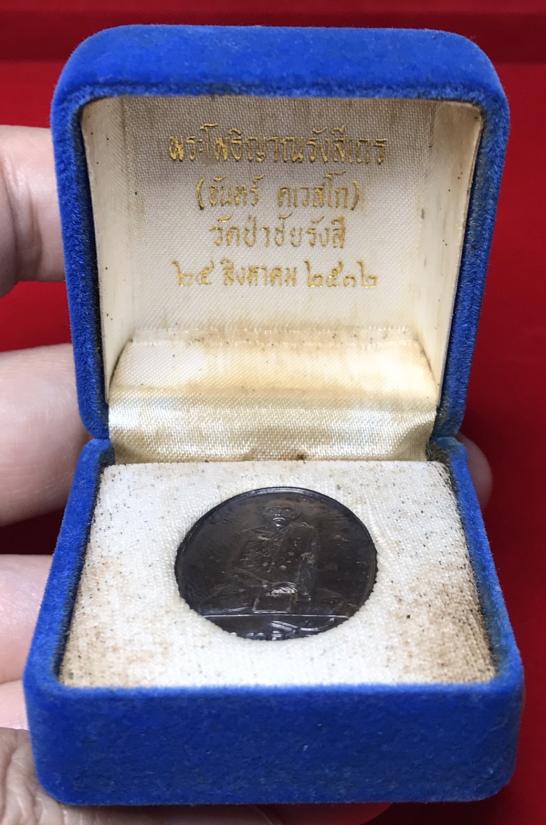 พระโพธิญาณรังสีเถร
(จันทร์ คเวสโก)
วัดป่าชัยรังสี
๒๕ สิงหาคม ๒๕๓๒